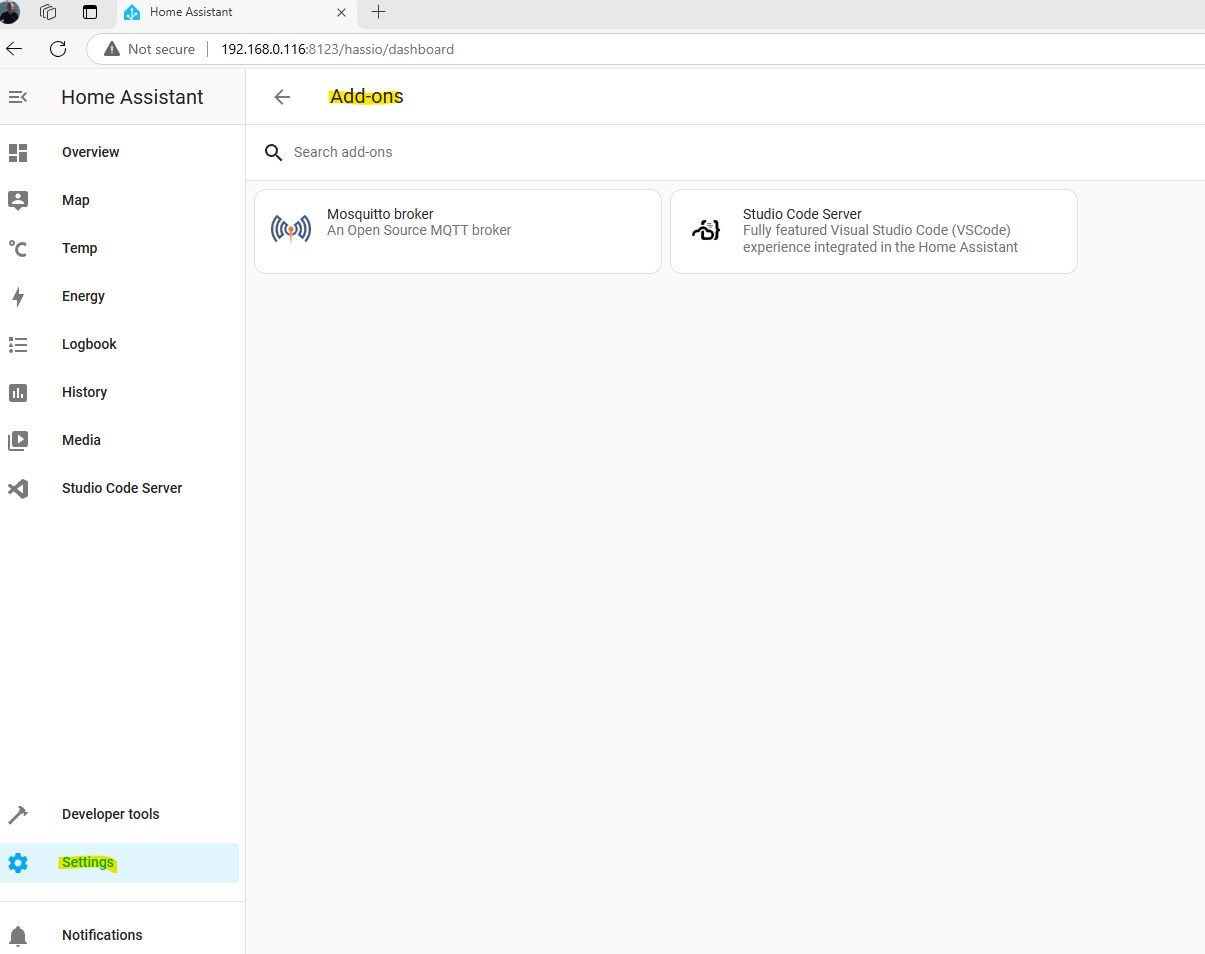 Home Assistant
Not secure
192.168.0.116:8123/hassio/dashboard
Home Assistant
Add-ons
Overview
Search add-ons
Map
Mosquitto broker
An Open Source MQTT broker
Studio Code Server
Fully featured Visual Studio Code (VSCode)
experience integrated in the Home Assistant
Temp
Energy
Logbook
History
Media
Studio Code Server
Developer tools
Settings
Notifications